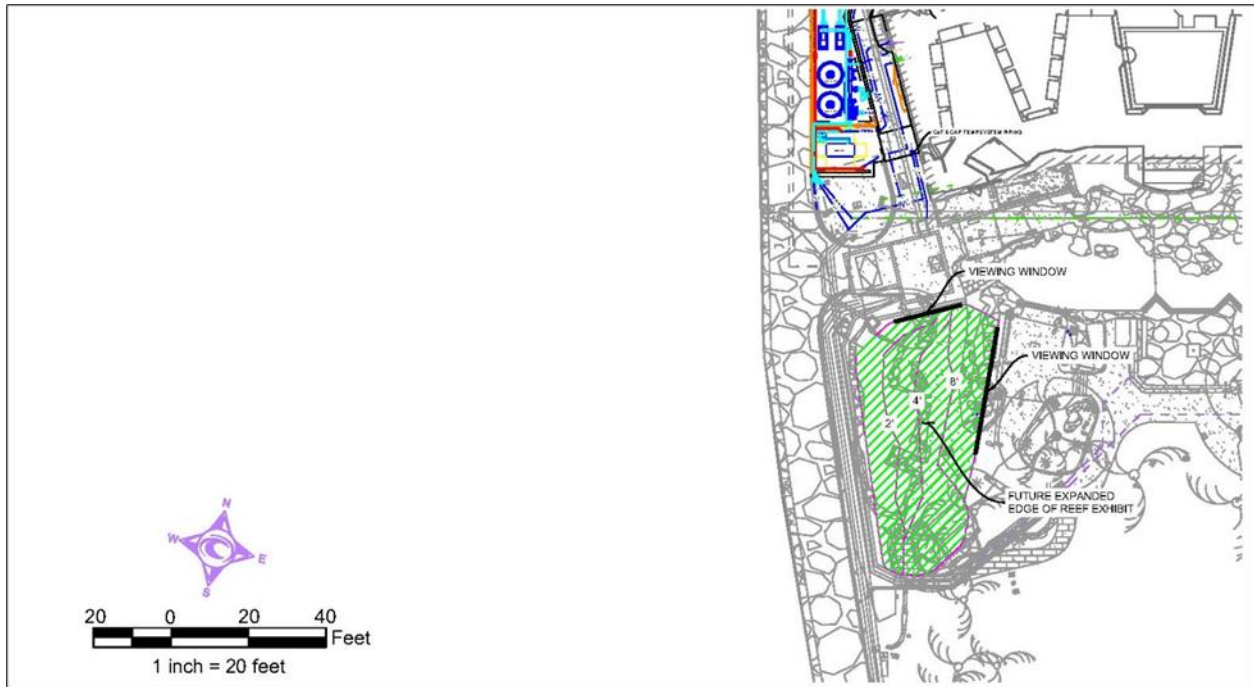 VIEWING WINDOW
VIEWING WINDOW
8'
4'
2'
FUTURE EXPANDED
EDGE OF REEF EXHIBIT
N
W
E
S
20 0 20 40
Feet
1 inch = 20 feet